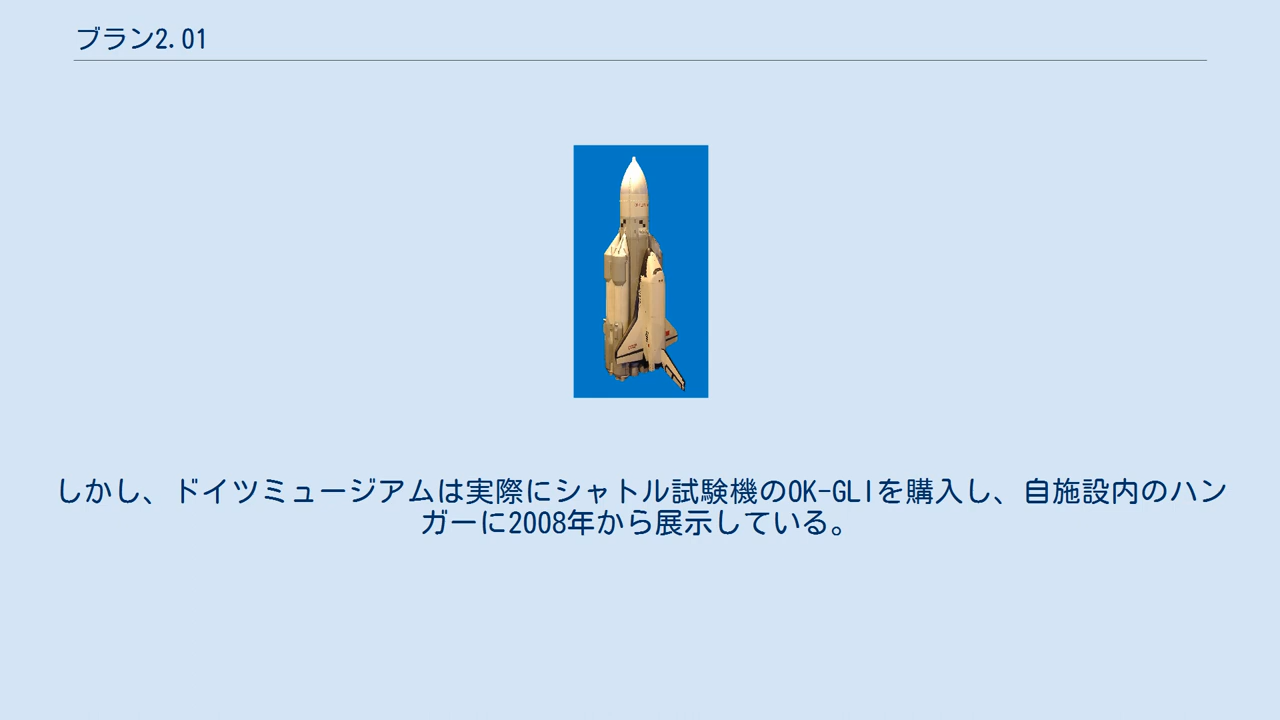 ブラン2.01
しかし、ドイツミュージアムは実際にシャトル試験機のOK-GLIを購入し、自施設内のハン
ガーに2008年から展示している。